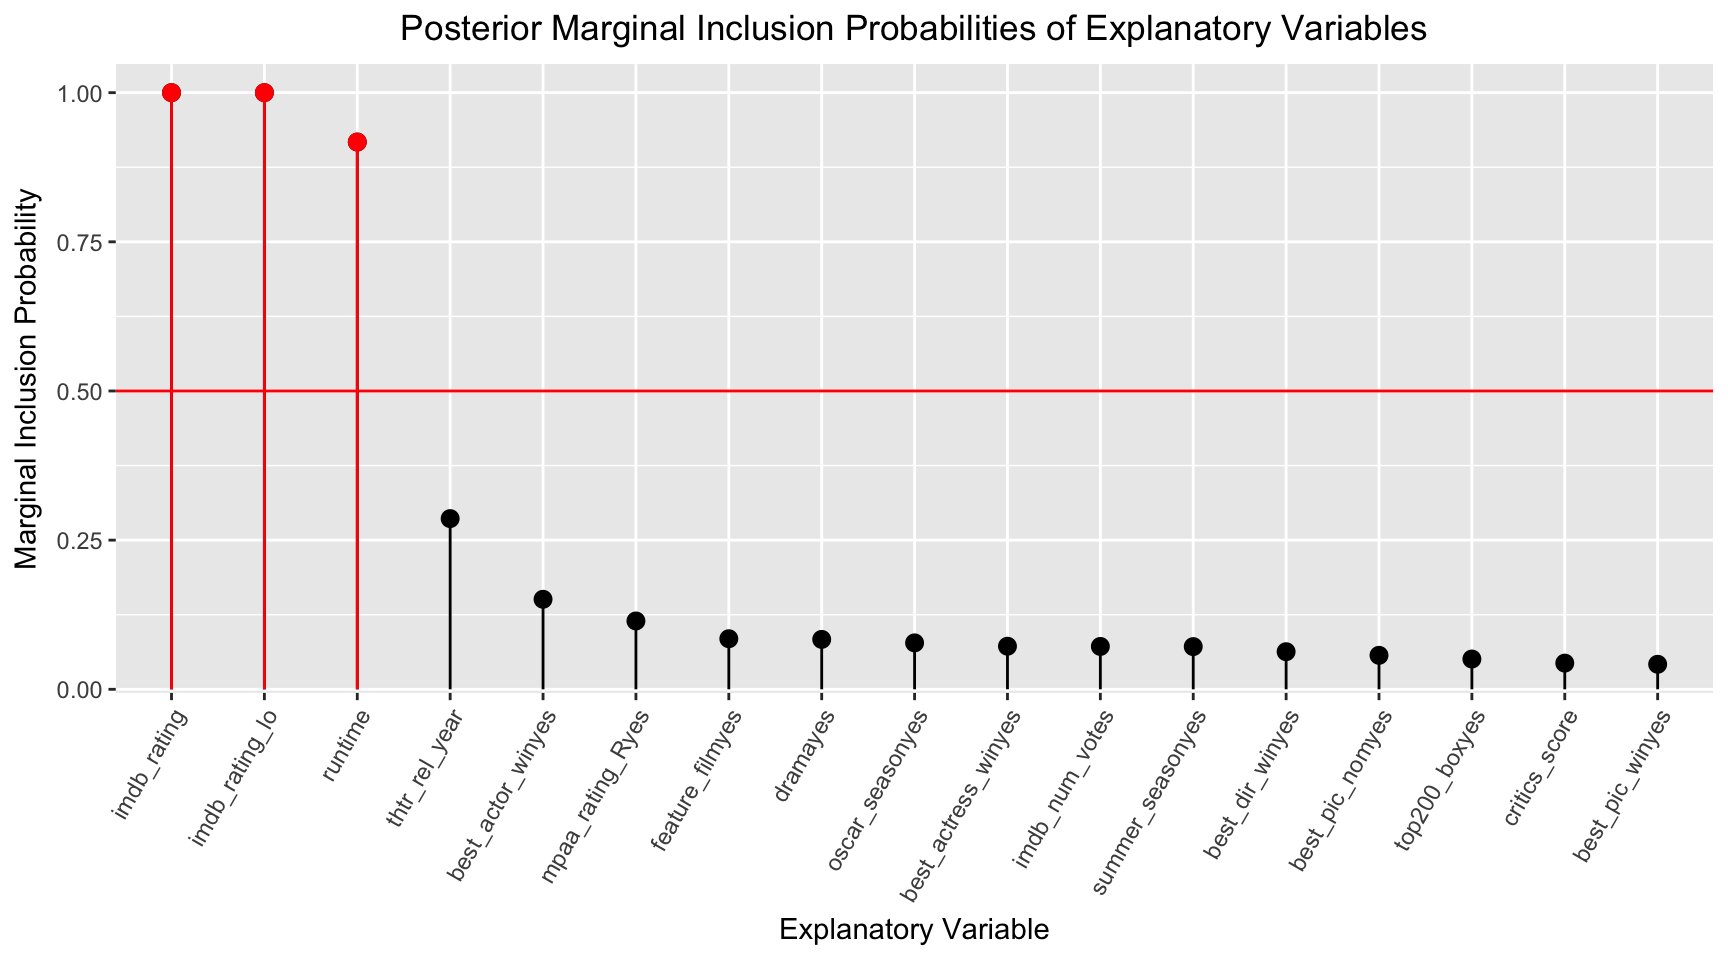 Posterior Marginal Inclusion Probabilities of Explanatory Variables
Marginal Inclusion Probability
1.00
0.75
0.50
0.25
0.00
imdb_rating
imdb_rating_lo
runtime
thtr_rel_year
best_actor_winyes
mpaa_rating_Ryes
feature_filmyes
dramayes
oscar_seasonyes
best_actress_winyes
imdb_num_votes
summer_seasonyes
best_dir_winyes
best_pic_nomyes
top200_boxyes
critics_score
best_pic_winyes
Explanatory Variable